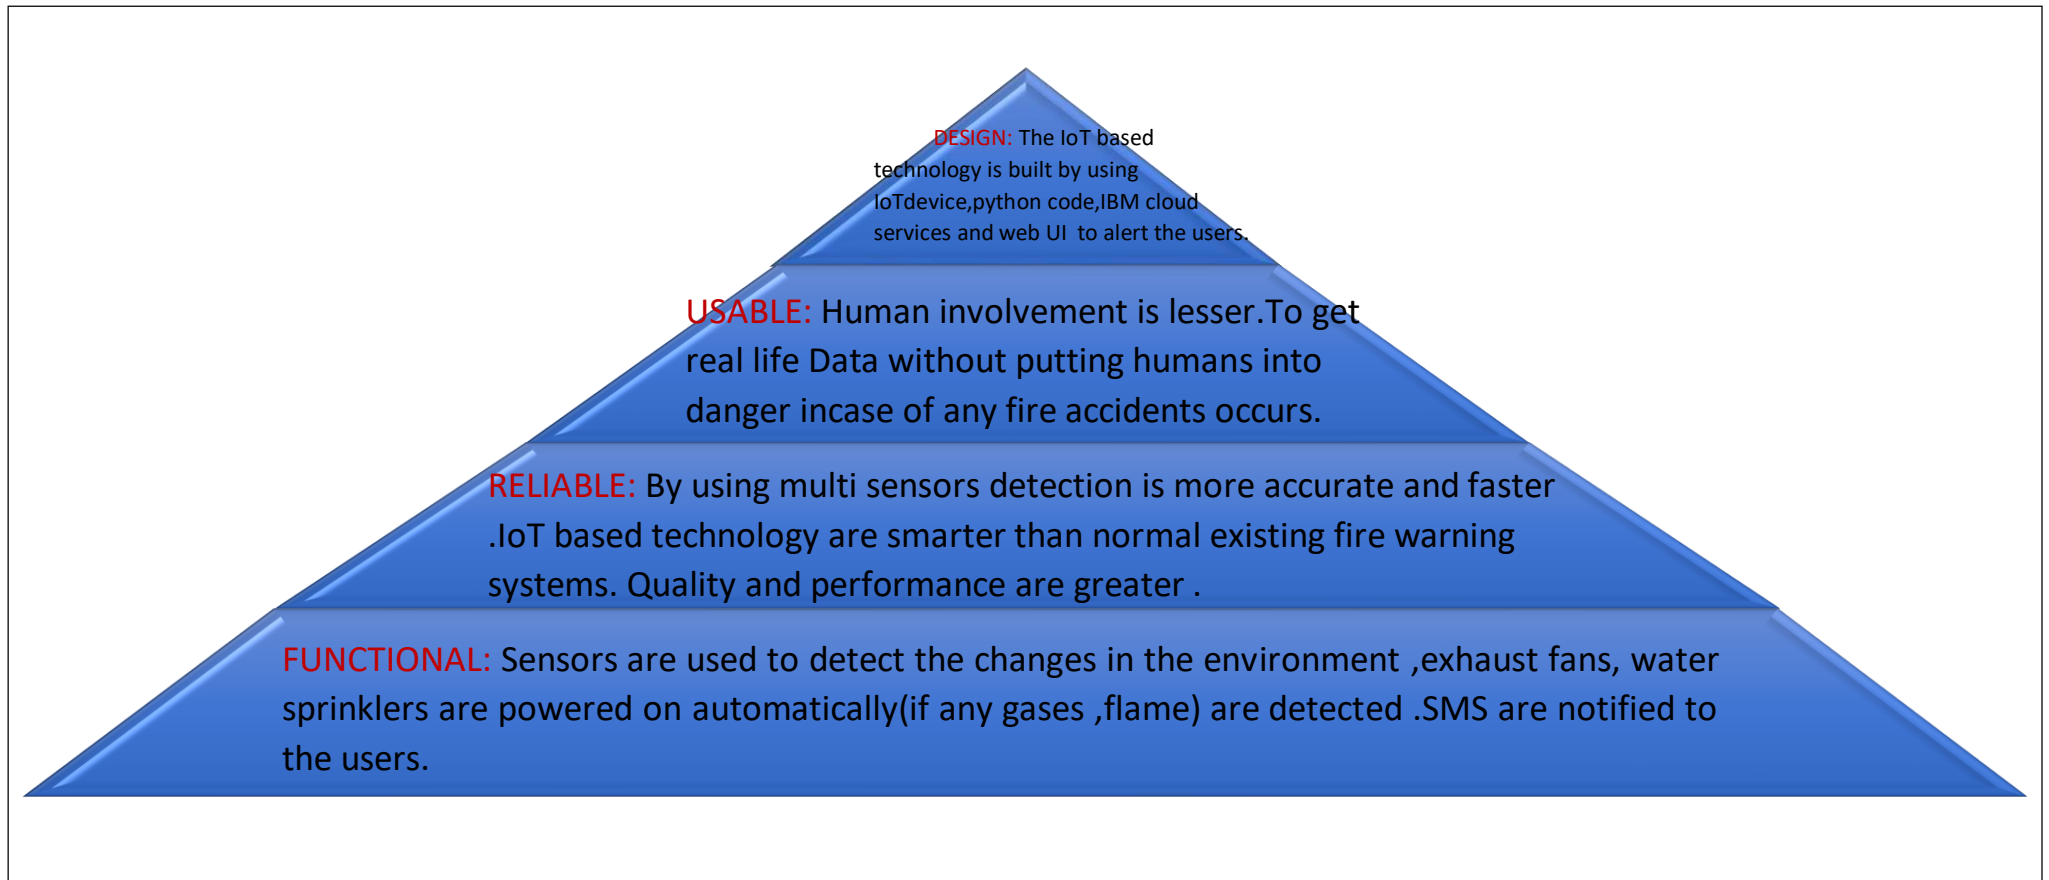 DESIGN: The IoT based
technology is built by using
IoTdevice,python code,IBM cloud
services and web UI  to alert the users.
USABLE: Human involvement is lesser.To get
real life Data without putting humans into
danger incase of any fire accidents occurs.
RELIABLE: By using multi sensors detection is more accurate and faster
.IoT based technology are smarter than normal existing fire warning
systems. Quality and performance are greater .
FUNCTIONAL: Sensors are used to detect the changes in the environment ,exhaust fans, water
sprinklers are powered on automatically(if any gases ,flame) are detected .SMS are notified to
the users.